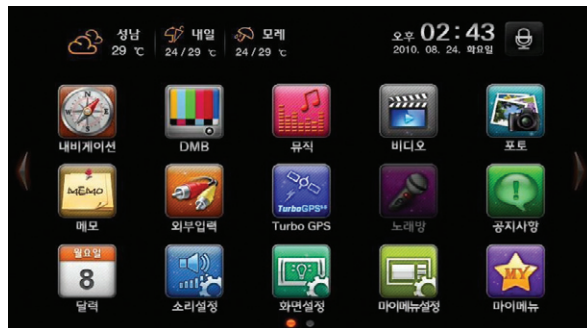 성남
29 ℃
내일
24 / 29 ℃
모레
24 / 29 ℃
오후 02:43
2010. 08. 24. 화요일
내비게이션
DMB
뮤직
비디오
포토
MEMO
메모
외부입력
TurboGPS
Turbo GPS
노래방
공지사항
월요일
8
달력
소리설정
화면설정
마이메뉴설정
MY
마이메뉴